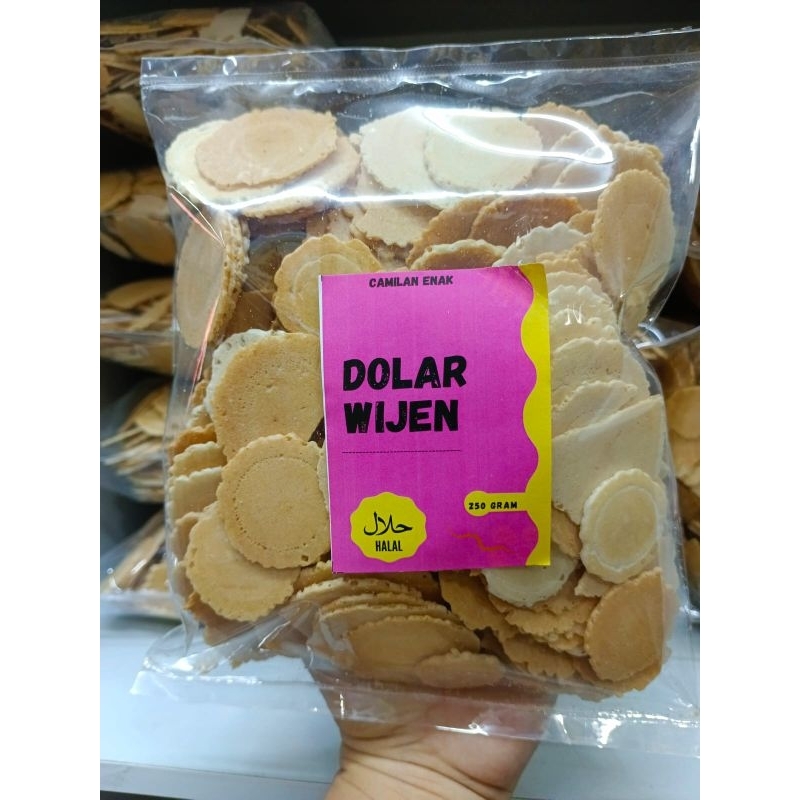 CAMILAN ENAK
DOLAR
WIJEN
250 GRAM
حلال
HALAL